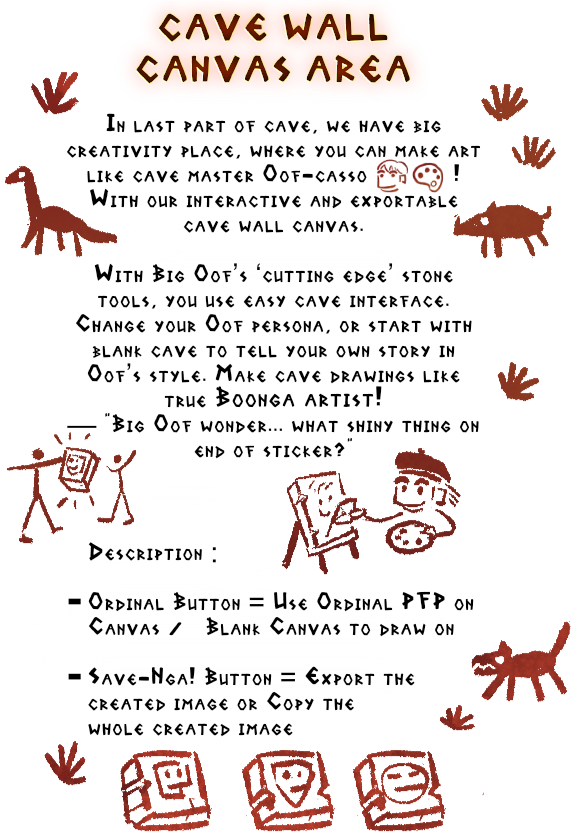 CAVE WALL
CANVAS AREA
In last part of cave, we have big
creativity place, where you can make art
like cave master Oof-casso !
With our interactive and exportable
cave wall canvas.
With Big Oof's 'cutting edge' stone
tools, you use easy cave interface.
Change your Oof persona, or start with
blank cave to tell your own story in
Oof's style. Make cave drawings like
true Boonga artist!
— "Big Oof wonder... what shiny thing on
end of sticker?"
Description :
- Ordinal Button = Use Ordinal PFP on
Canvas / Blank Canvas to draw on
- Save-Nga! Button = Export the
created image or Copy the
whole created image